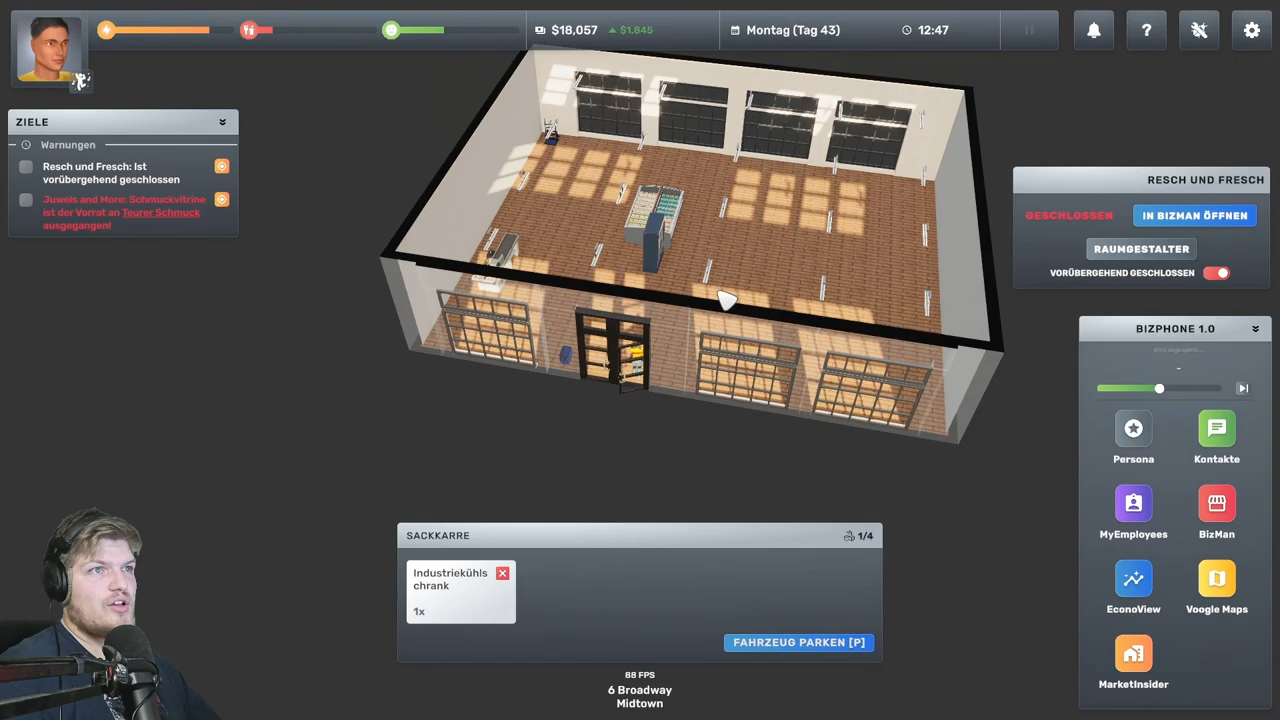 $18,057
$1,845
Montag (Tag 43)
12:47
ZIELE
Warnungen
Resch und Fresch: Ist
vorübergehend geschlossen
Juwels and More: Schmuckvitrine
ist der Vorrat an Teurer Schmuck
ausgegangen!
RESCH UND FRESCH
GESCHLOSSEN
IN BIZMAN ÖFFNEN
RAUMGESTALTER
VORÜBERGEHEND GESCHLOSSEN
BIZPHONE 1.0
-
Persona
Kontakte
MyEmployees
BizMan
EconoView
Voogle Maps
MarketInsider
SACKKARRE
1/4
Industriekühls
chrank
1x
FAHRZEUG PARKEN [P]
88 FPS
6 Broadway
Midtown